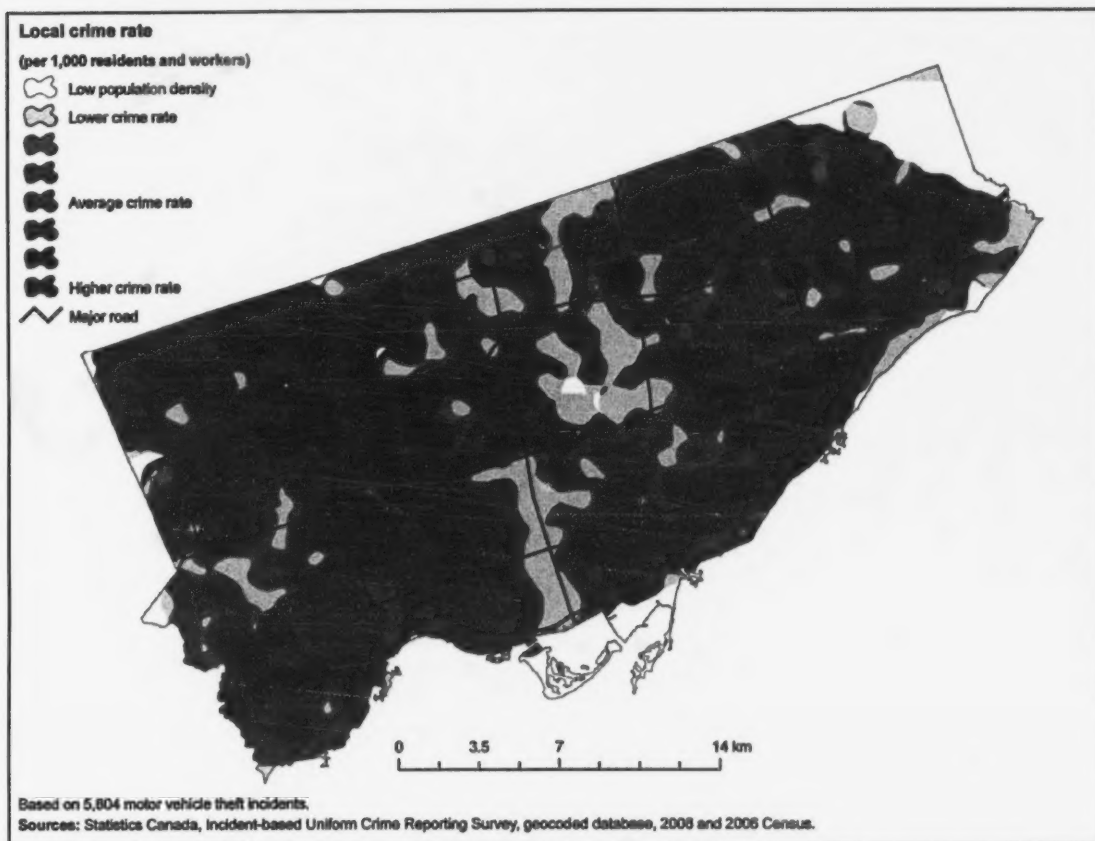 Local crime rate
(per 1,000 residents and workers)
Low population density
Lower crime rate
Average crime rate
Higher crime rate
Major road
0 3.5 7 14 km
Based on 5,804 motor vehicle theft incidents.
Sources: Statistics Canada, Incident-based Uniform Crime Reporting Survey, geocoded database, 2006 and 2006 Census.